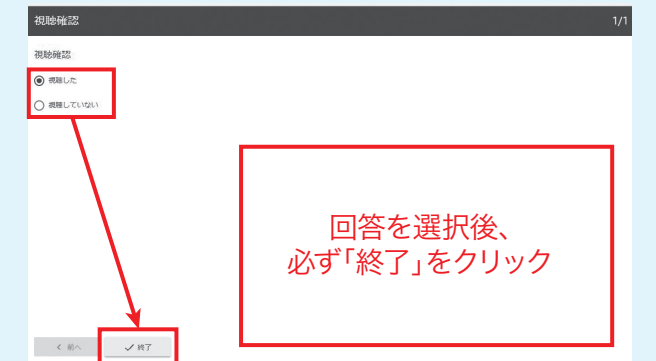 視聴確認 1/1
視聴確認
視聴した
視聴していない
回答を選択後、
必ず「終了」をクリック
前へ
終了